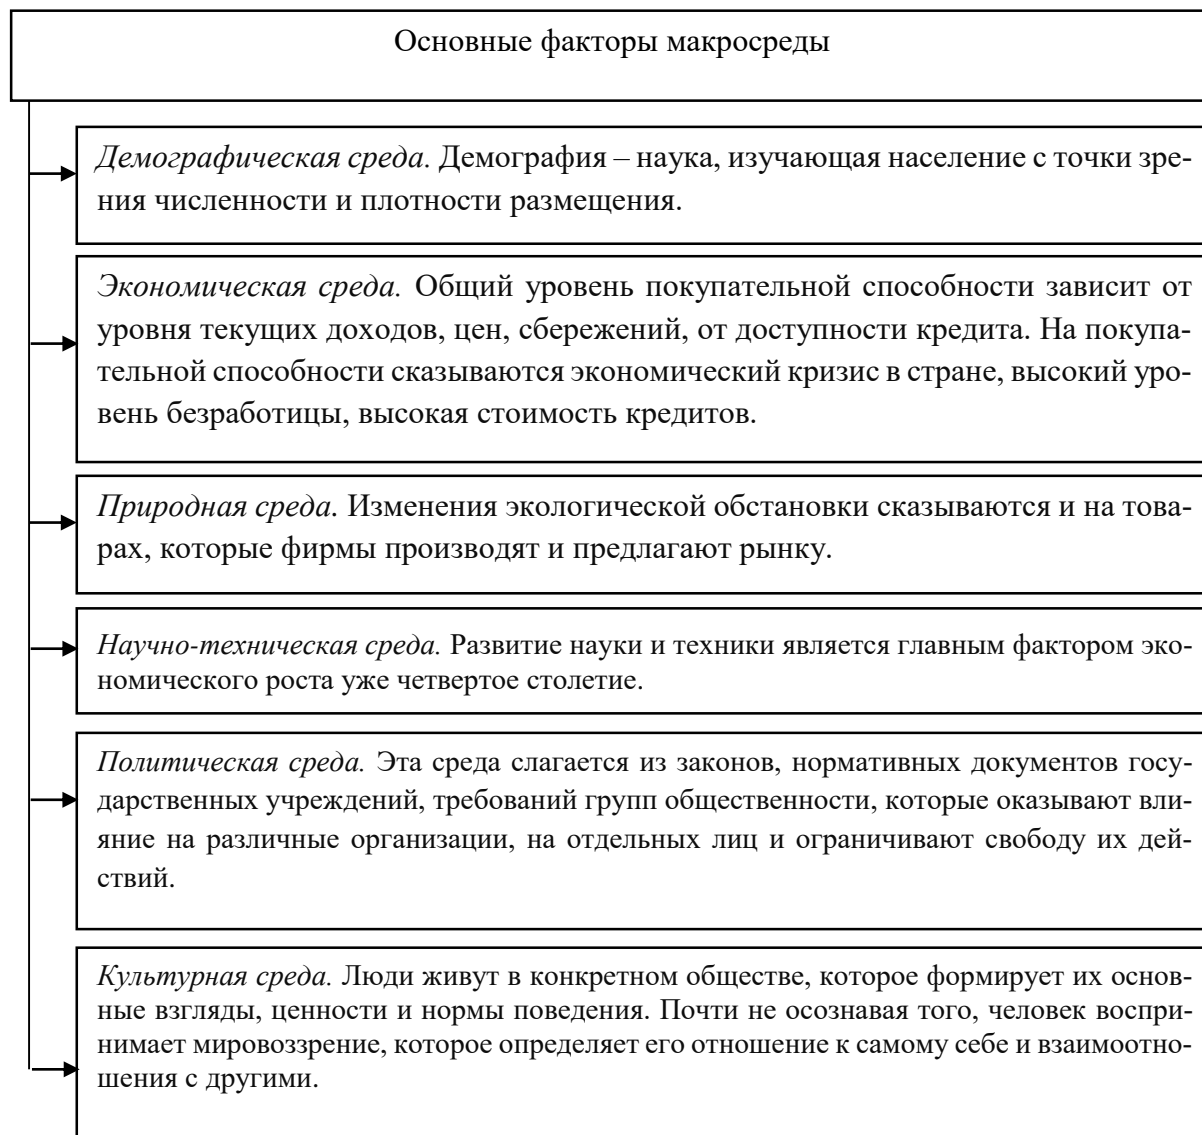 Основные факторы макросреды
Демографическая среда. Демография – наука, изучающая население с точки зре-
ния численности и плотности размещения.
Экономическая среда. Общий уровень покупательной способности зависит от
уровня текущих доходов, цен, сбережений, от доступности кредита. На покупа-
тельной способности сказываются экономический кризис в стране, высокий уро-
вень безработицы, высокая стоимость кредитов.
Природная среда. Изменения экологической обстановки сказываются и на това-
рах, которые фирмы производят и предлагают рынку.
Научно-техническая среда. Развитие науки и техники является главным фактором эко-
номического роста уже четвертое столетие.
Политическая среда. Эта среда слагается из законов, нормативных документов госу-
дарственных учреждений, требований групп общественности, которые оказывают вли-
яние на различные организации, на отдельных лиц и ограничивают свободу их дей-
ствий.
Культурная среда. Люди живут в конкретном обществе, которое формирует их основ-
ные взгляды, ценности и нормы поведения. Почти не осознавая того, человек воспри-
нимает мировоззрение, которое определяет его отношение к самому себе и взаимоотно-
шения с другими.